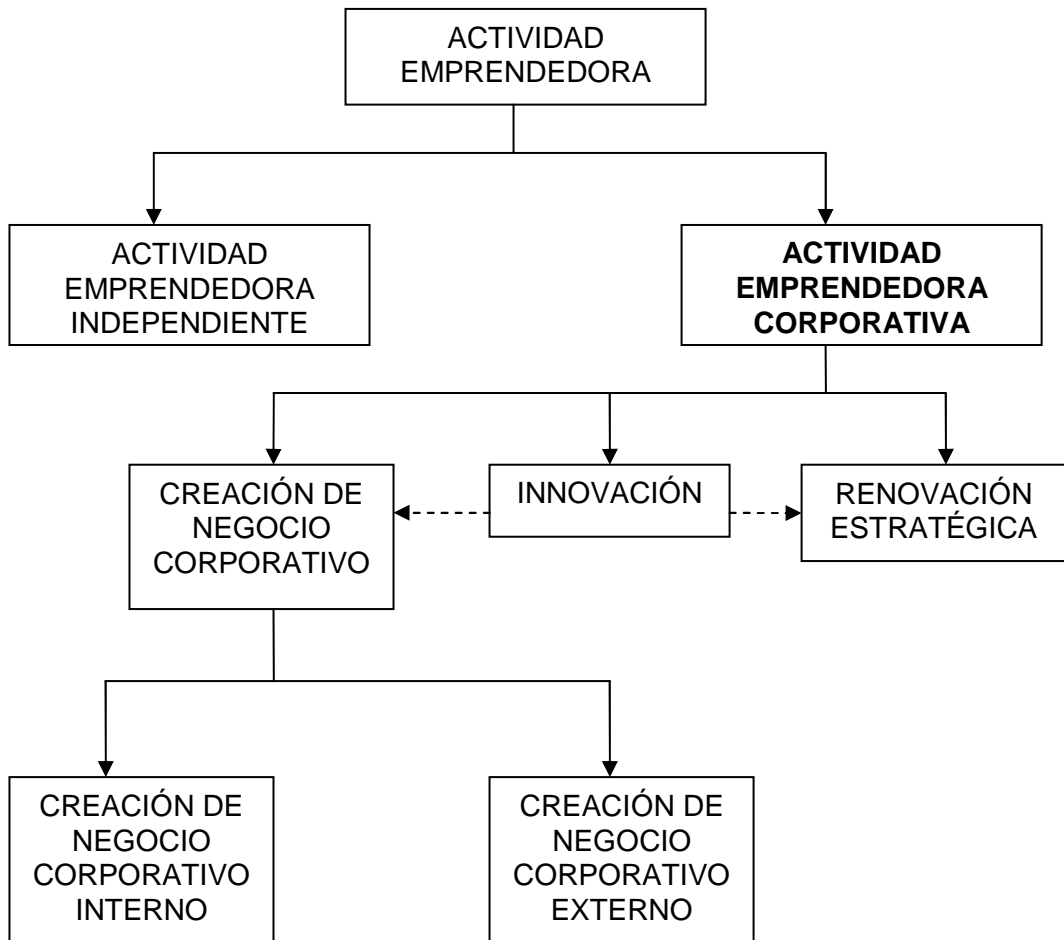 ACTIVIDAD
EMPRENDEDORA
ACTIVIDAD
EMPRENDEDORA
INDEPENDIENTE
ACTIVIDAD
EMPRENDEDORA
CORPORATIVA
CREACIÓN DE
NEGOCIO
CORPORATIVO
INNOVACIÓN
RENOVACIÓN
ESTRATÉGICA
CREACIÓN DE
NEGOCIO
CORPORATIVO
INTERNO
CREACIÓN DE
NEGOCIO
CORPORATIVO
EXTERNO